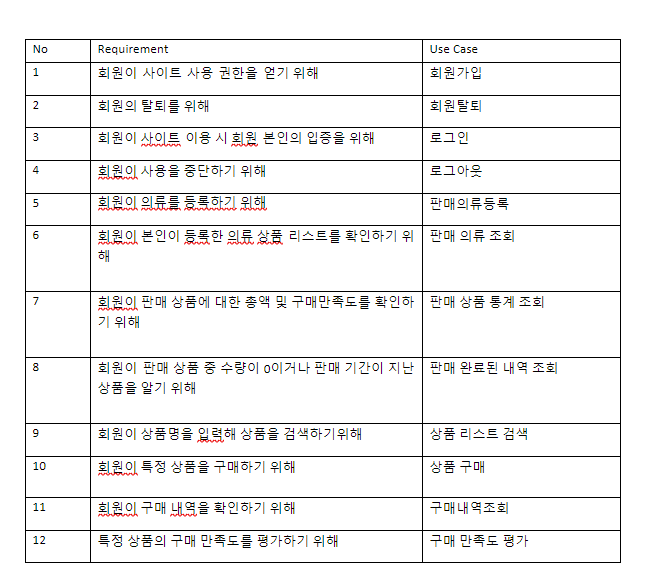 No Requirement Use Case
1 회원이 사이트 사용 권한을 얻기 위해 회원가입
2 회원의 탈퇴를 위해 회원탈퇴
3 회원이 사이트 이용 시 회원 본인의 입증을 위해 로그인
4 회원이 사용을 중단하기 위해 로그아웃
5 회원이 의류를 등록하기 위해 판매의류등록
6 회원이 본인이 등록한 의류 상품 리스트를 확인하기 위 판매 의류 조회
해
7 회원이 판매 상품에 대한 총액 및 구매만족도를 확인하 판매 상품 통계 조회
기 위해
8 회원이 판매 상품 중 수량이 0이거나 판매 기간이 지난 판매 완료된 내역 조회
상품을 알기 위해
9 회원이 상품명을 입력해 상품을 검색하기위해 상품 리스트 검색
10 회원이 특정 상품을 구매하기 위해 상품 구매
11 회원이 구매 내역을 확인하기 위해 구매내역조회
12 특정 상품의 구매 만족도를 평가하기 위해 구매 만족도 평가